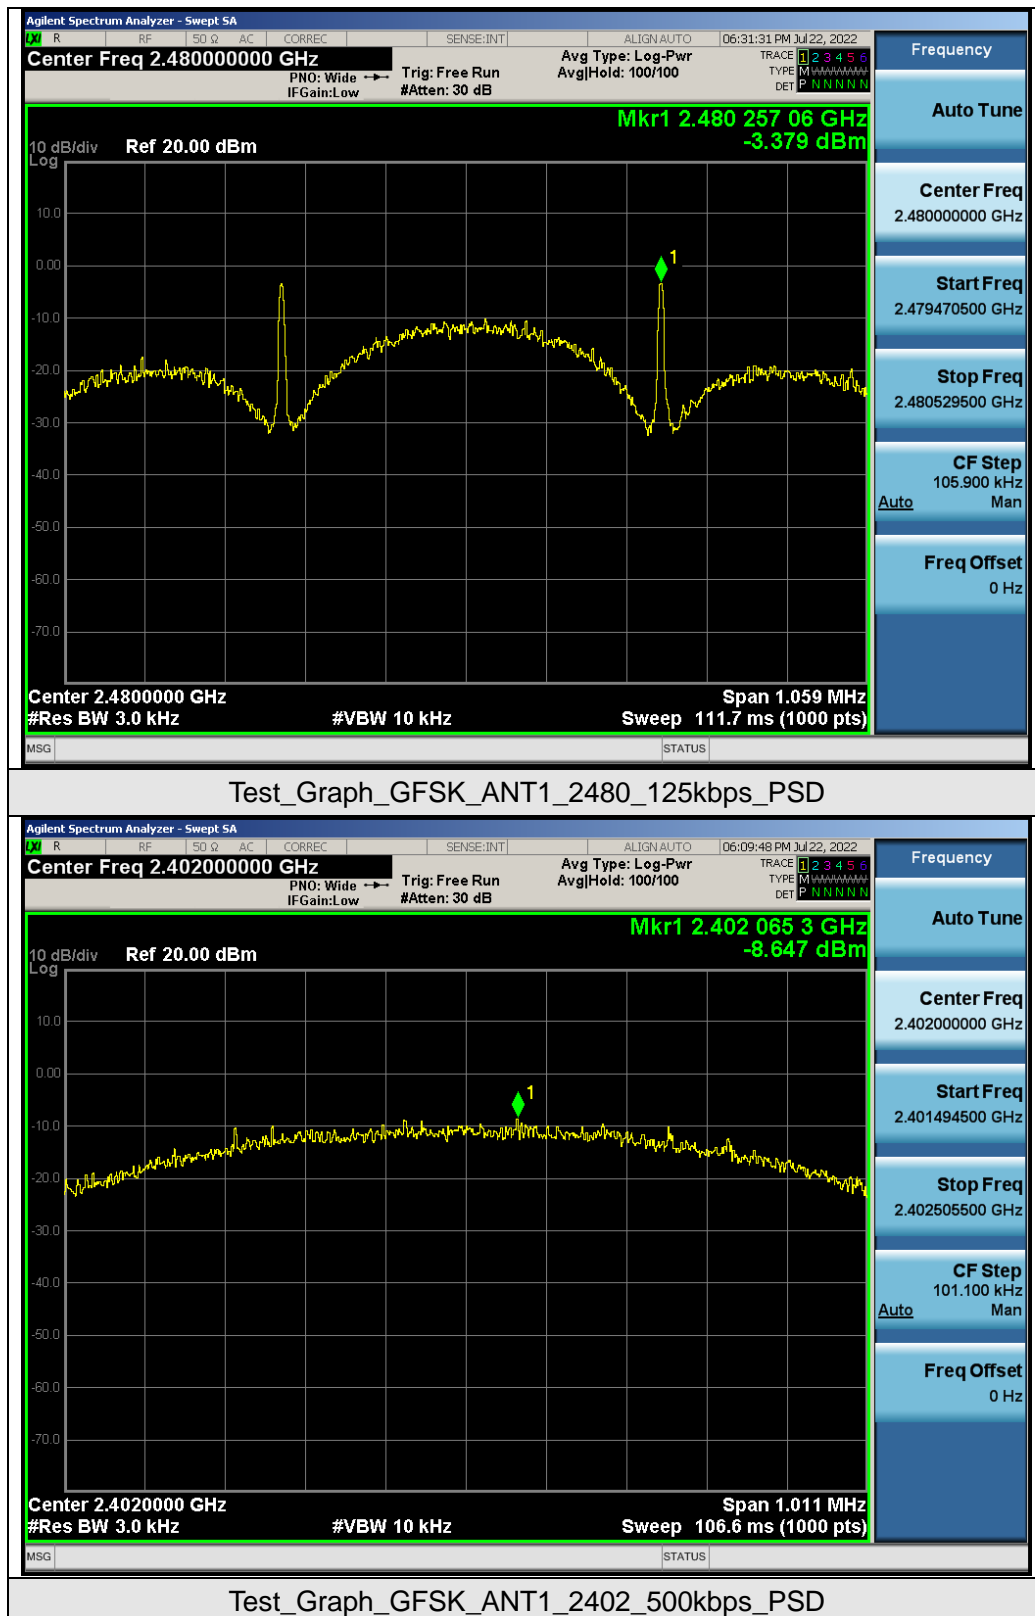 Agilent Spectrum Analyzer - Swept SA
LXI R RF 50 Ω AC CORREC SENSE:INT ALIGN AUTO 06:31:31 PM Jul 22, 2022
Center Freq 2.480000000 GHz
PNO: Wide
IFGain:Low
Trig: Free Run
#Atten: 30 dB
Avg Type: Log-Pwr
Avg|Hold: 100/100
TRACE 1 2 3 4 5 6
TYPE M
DET P N N N N N
Mkr1 2.480 257 06 GHz
-3.379 dBm
10 dB/div Ref 20.00 dBm
Log
10.0
0.00
-10.0
-20.0
-30.0
-40.0
-50.0
-60.0
-70.0
1
Center 2.4800000 GHz
Span 1.059 MHz
#Res BW 3.0 kHz
#VBW 10 kHz
Sweep 111.7 ms (1000 pts)
MSG STATUS
Frequency
Auto Tune
Center Freq
2.480000000 GHz
Start Freq
2.479470500 GHz
Stop Freq
2.480529500 GHz
CF Step
105.900 kHz
Auto Man
Freq Offset
0 Hz
Test_Graph_GFSK_ANT1_2480_125kbps_PSD
Agilent Spectrum Analyzer - Swept SA
LXI R RF 50 Ω AC CORREC SENSE:INT ALIGN AUTO 06:09:48 PM Jul 22, 2022
Center Freq 2.402000000 GHz
PNO: Wide
IFGain:Low
Trig: Free Run
#Atten: 30 dB
Avg Type: Log-Pwr
Avg|Hold: 100/100
TRACE 1 2 3 4 5 6
TYPE M
DET P N N N N N
Mkr1 2.402 065 3 GHz
-8.647 dBm
10 dB/div Ref 20.00 dBm
Log
10.0
0.00
-10.0
-20.0
-30.0
-40.0
-50.0
-60.0
-70.0
1
Center 2.4020000 GHz
Span 1.011 MHz
#Res BW 3.0 kHz
#VBW 10 kHz
Sweep 106.6 ms (1000 pts)
MSG STATUS
Frequency
Auto Tune
Center Freq
2.402000000 GHz
Start Freq
2.401494500 GHz
Stop Freq
2.402505500 GHz
CF Step
101.100 kHz
Auto Man
Freq Offset
0 Hz
Test_Graph_GFSK_ANT1_2402_500kbps_PSD